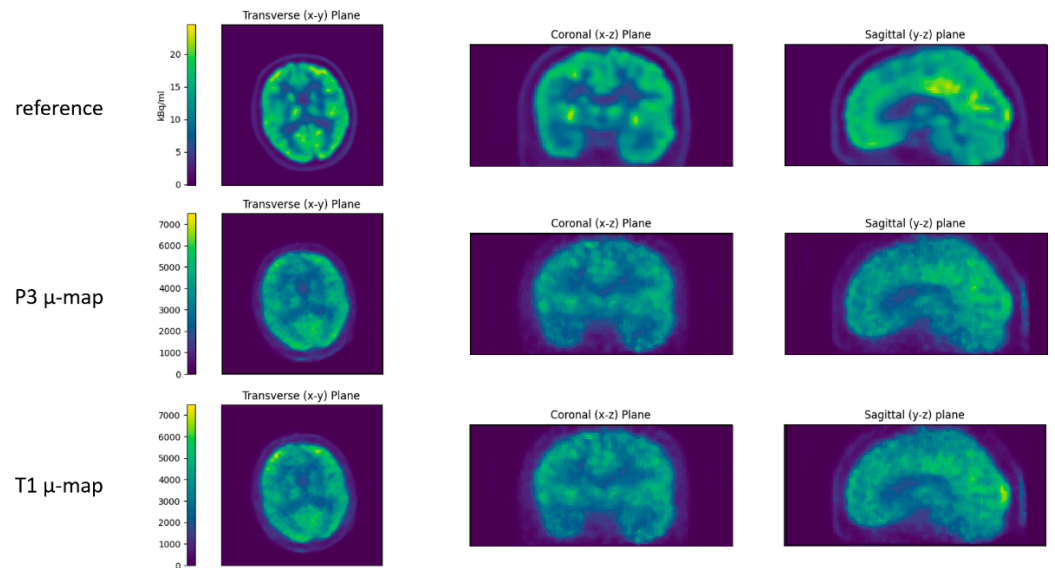 Transverse (x-y) Plane
Coronal (x-z) Plane
Sagittal (y-z) plane
reference
kBq/ml
20
15
10
5
0
Transverse (x-y) Plane
Coronal (x-z) Plane
Sagittal (y-z) plane
P3 μ-map
7000
6000
5000
4000
3000
2000
1000
0
Transverse (x-y) Plane
Coronal (x-z) Plane
Sagittal (y-z) plane
T1 μ-map
7000
6000
5000
4000
3000
2000
1000
0